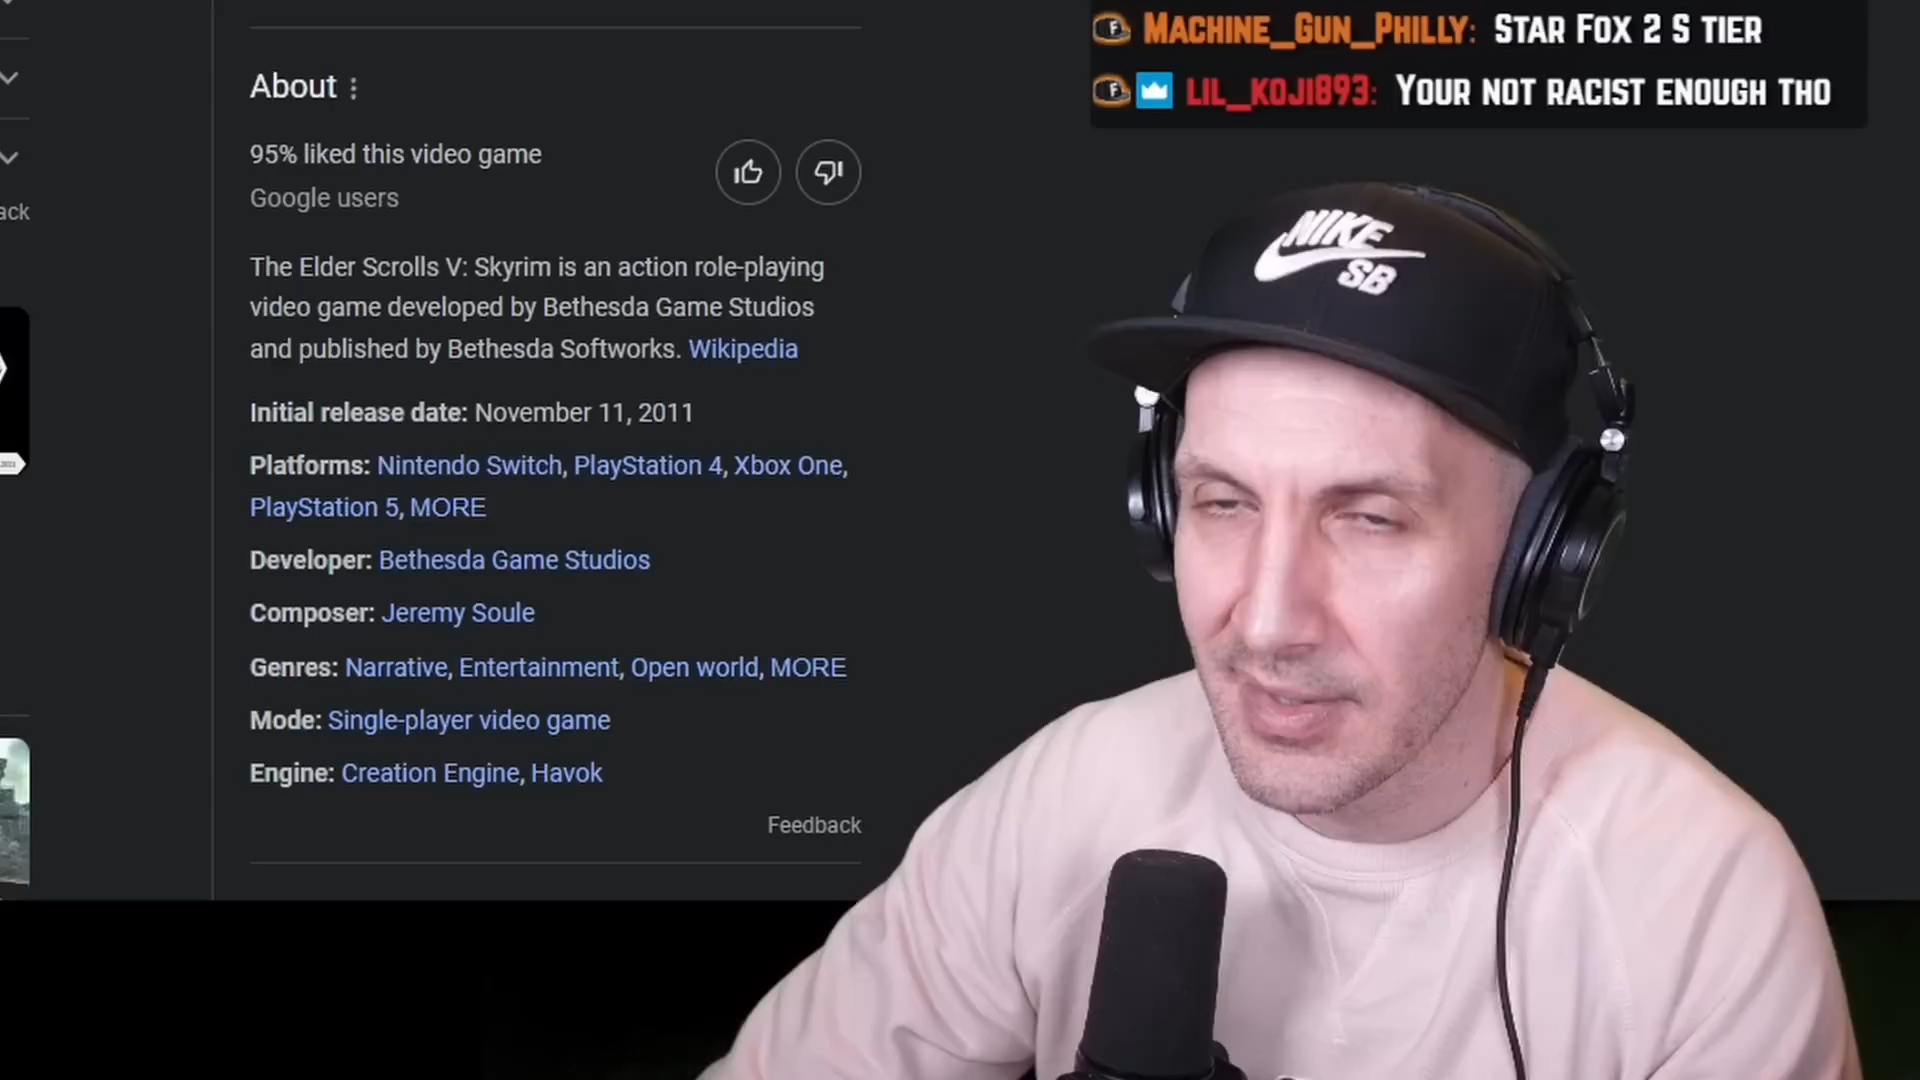 MACHINE_GUN_PHILLY: STAR FOX 2 S TIER
LIL_KOJI893: YOUR NOT RACIST ENOUGH THO
About
95% liked this video game
Google users
ack
The Elder Scrolls V: Skyrim is an action role-playing
video game developed by Bethesda Game Studios
and published by Bethesda Softworks. Wikipedia
Initial release date: November 11, 2011
Platforms: Nintendo Switch, PlayStation 4, Xbox One,
PlayStation 5, MORE
Developer: Bethesda Game Studios
Composer: Jeremy Soule
Genres: Narrative, Entertainment, Open world, MORE
Mode: Single-player video game
Engine: Creation Engine, Havok
Feedback
NIKE
SB